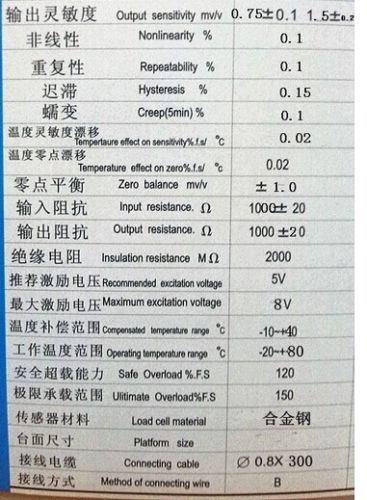 输出灵敏度 Output sensitivity mv/v 0.75±0.1 1.5±0.2
非线性 Nonlinearity % 0.1
重复性 Repeatability % 0.1
迟滞 Hysteresis % 0.15
蠕变 Creep(5min) % 0.1
温度灵敏度漂移 Tempertaure effect on sensitivity%.f.s/ °C 0.02
温度零点漂移 Temperature effect on zero%.f.s/ °C 0.02
零点平衡 Zero balance mv/v ±1.0
输入阻抗 Input resistance. Ω 1000± 20
输出阻抗 Output resistance. Ω 1000 ±20
绝缘电阻 Insulation resistance M Ω 2000
推荐激励电压 Recommended excitation voltage 5V
最大激励电压 Maximum excitation voltage 8V
温度补偿范围 Compensated temperature range °C -10~+40
工作温度范围 Operating temperature range °C -20~+80
安全超载能力 Safe Overload %.F.S 120
极限承载范围 Ulitimate Overload%F.S 150
传感器材料 Load cell material 合金钢
台面尺寸 Platform size
接线电缆 Connecting cable ∅ 0.8X 300
接线方式 Method of connecting wire B